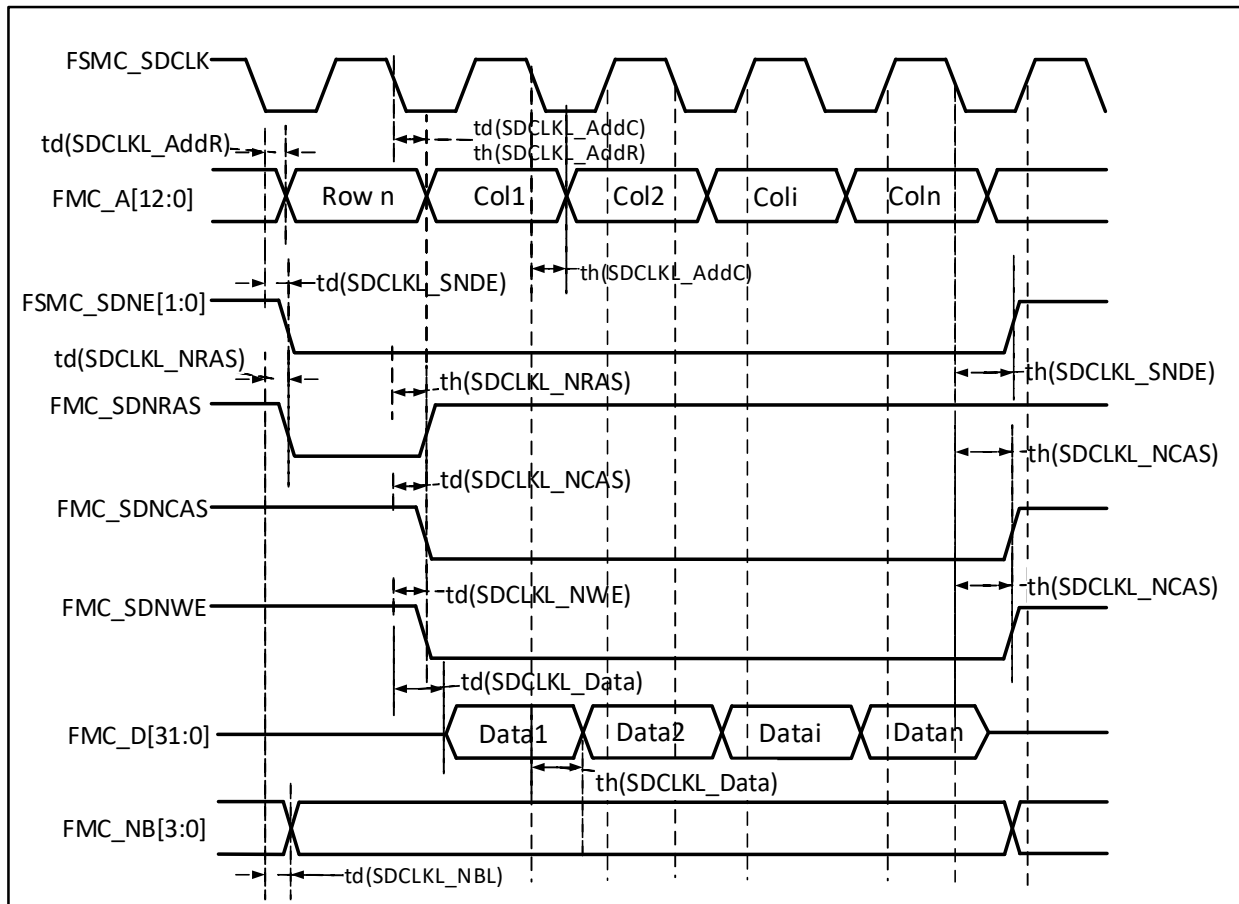 FSMC_SDCLK
td(SDCLKL_AddR)
td(SDCLKL_AddC)
th(SDCLKL_AddR)
FMC_A[12:0]
Row n
Col1
Col2
Coli
Coln
th(SDCLKL_AddC)
td(SDCLKL_SNDE)
FSMC_SDNE[1:0]
td(SDCLKL_NRAS)
th(SDCLKL_NRAS)
th(SDCLKL_SNDE)
FMC_SDNRAS
th(SDCLKL_NCAS)
td(SDCLKL_NCAS)
FMC_SDNCAS
th(SDCLKL_NCAS)
td(SDCLKL_NWE)
FMC_SDNWE
td(SDCLKL_Data)
FMC_D[31:0]
Data1
Data2
Datai
Datan
th(SDCLKL_Data)
FMC_NB[3:0]
td(SDCLKL_NBL)